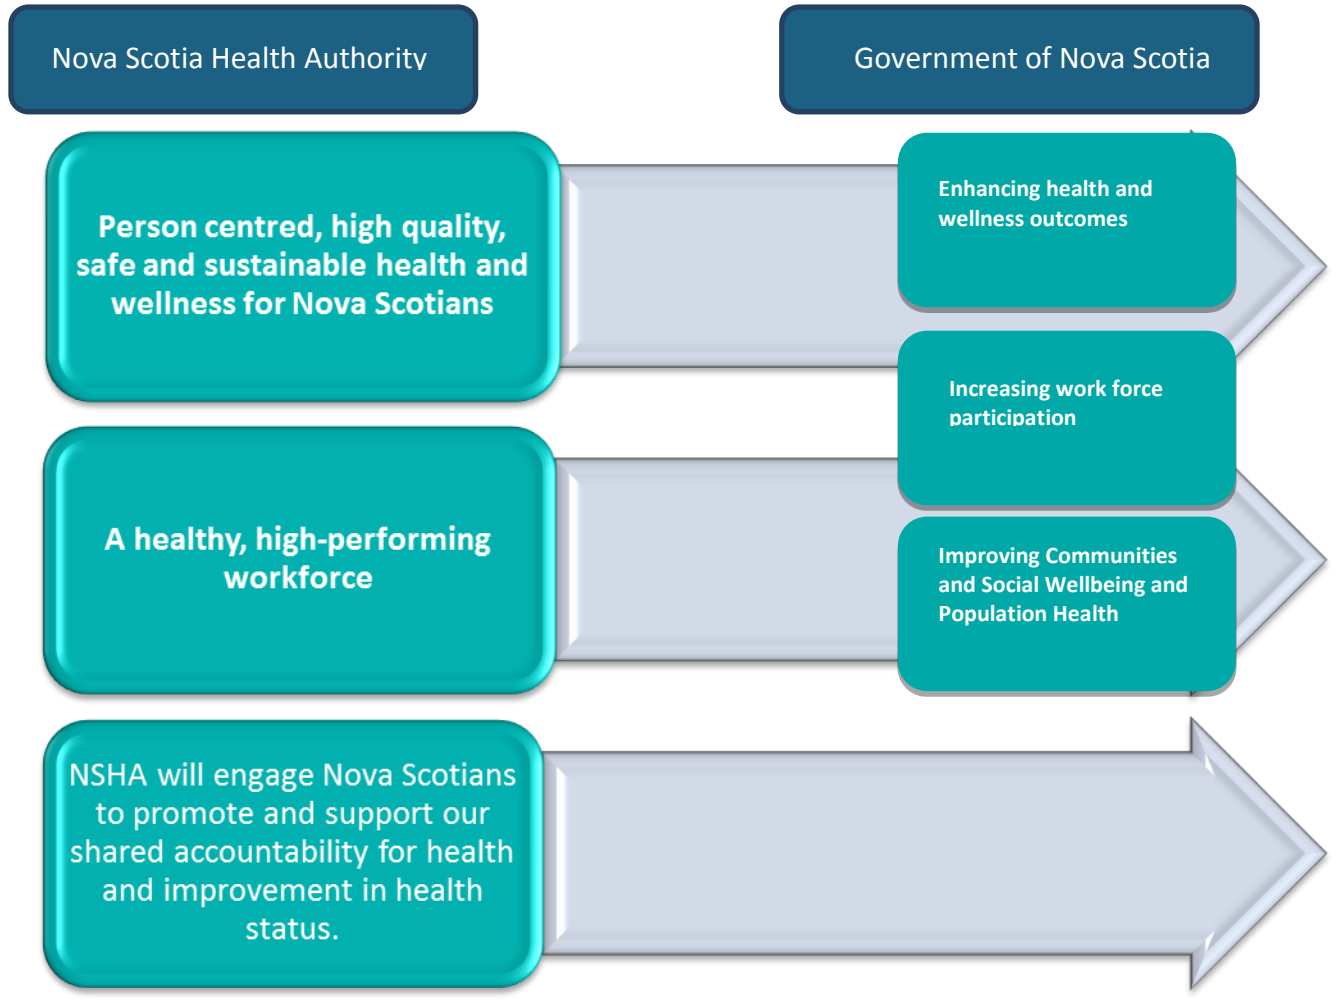 Nova Scotia Health Authority
Government of Nova Scotia
Person centred, high quality,
safe and sustainable health and
wellness for Nova Scotians
Enhancing health and
wellness outcomes
Increasing work force
participation
A healthy, high-performing
workforce
Improving Communities
and Social Wellbeing and
Population Health
NSHA will engage Nova Scotians
to promote and support our
shared accountability for health
and improvement in health
status.